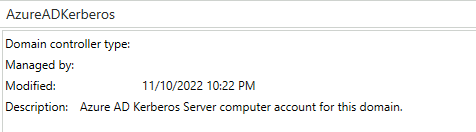 AzureADKerberos
Domain controller type:
Managed by:
Modified: 11/10/2022 10:22 PM
Description: Azure AD Kerberos Server computer account for this domain.